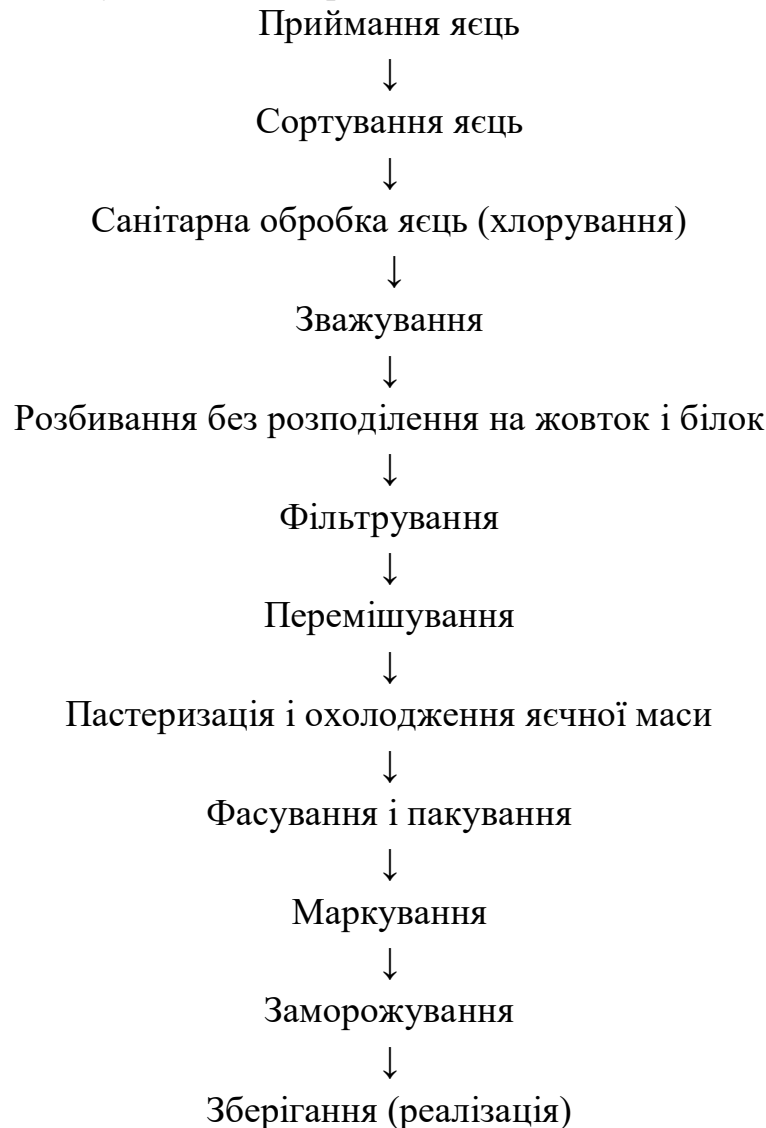 Приймання яєць
↓
Сортування яєць
↓
Санітарна обробка яєць (хлорування)
↓
Зважування
↓
Розбивання без розподілення на жовток і білок
↓
Фільтрування
↓
Перемішування
↓
Пастеризація і охолодження яєчної маси
↓
Фасування і пакування
↓
Маркування
↓
Заморожування
↓
Зберігання (реалізація)